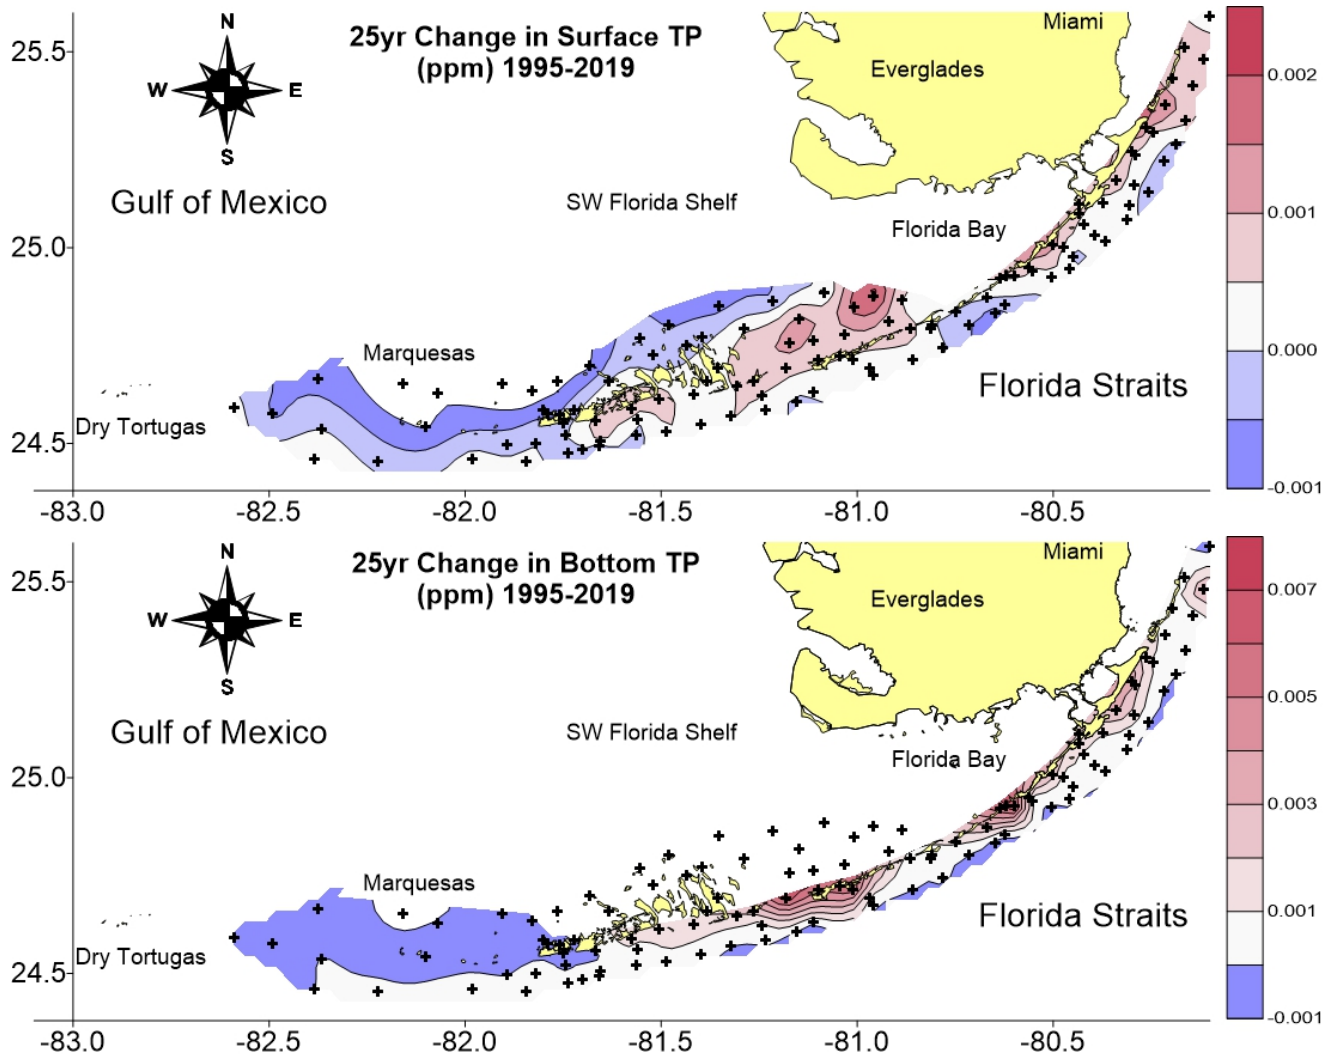 25.5
25yr Change in Surface TP
(ppm) 1995-2019
N
W
E
S
Miami
Everglades
0.002
Gulf of Mexico
SW Florida Shelf
Florida Bay
0.001
25.0
Marquesas
0.000
Florida Straits
Dry Tortugas
24.5
-0.001
-83.0
-82.5
-82.0
-81.5
-81.0
-80.5
25.5
25yr Change in Bottom TP
(ppm) 1995-2019
N
W
E
S
Miami
Everglades
0.007
Gulf of Mexico
SW Florida Shelf
Florida Bay
0.005
25.0
0.003
Marquesas
0.001
Florida Straits
Dry Tortugas
24.5
-0.001
-83.0
-82.5
-82.0
-81.5
-81.0
-80.5